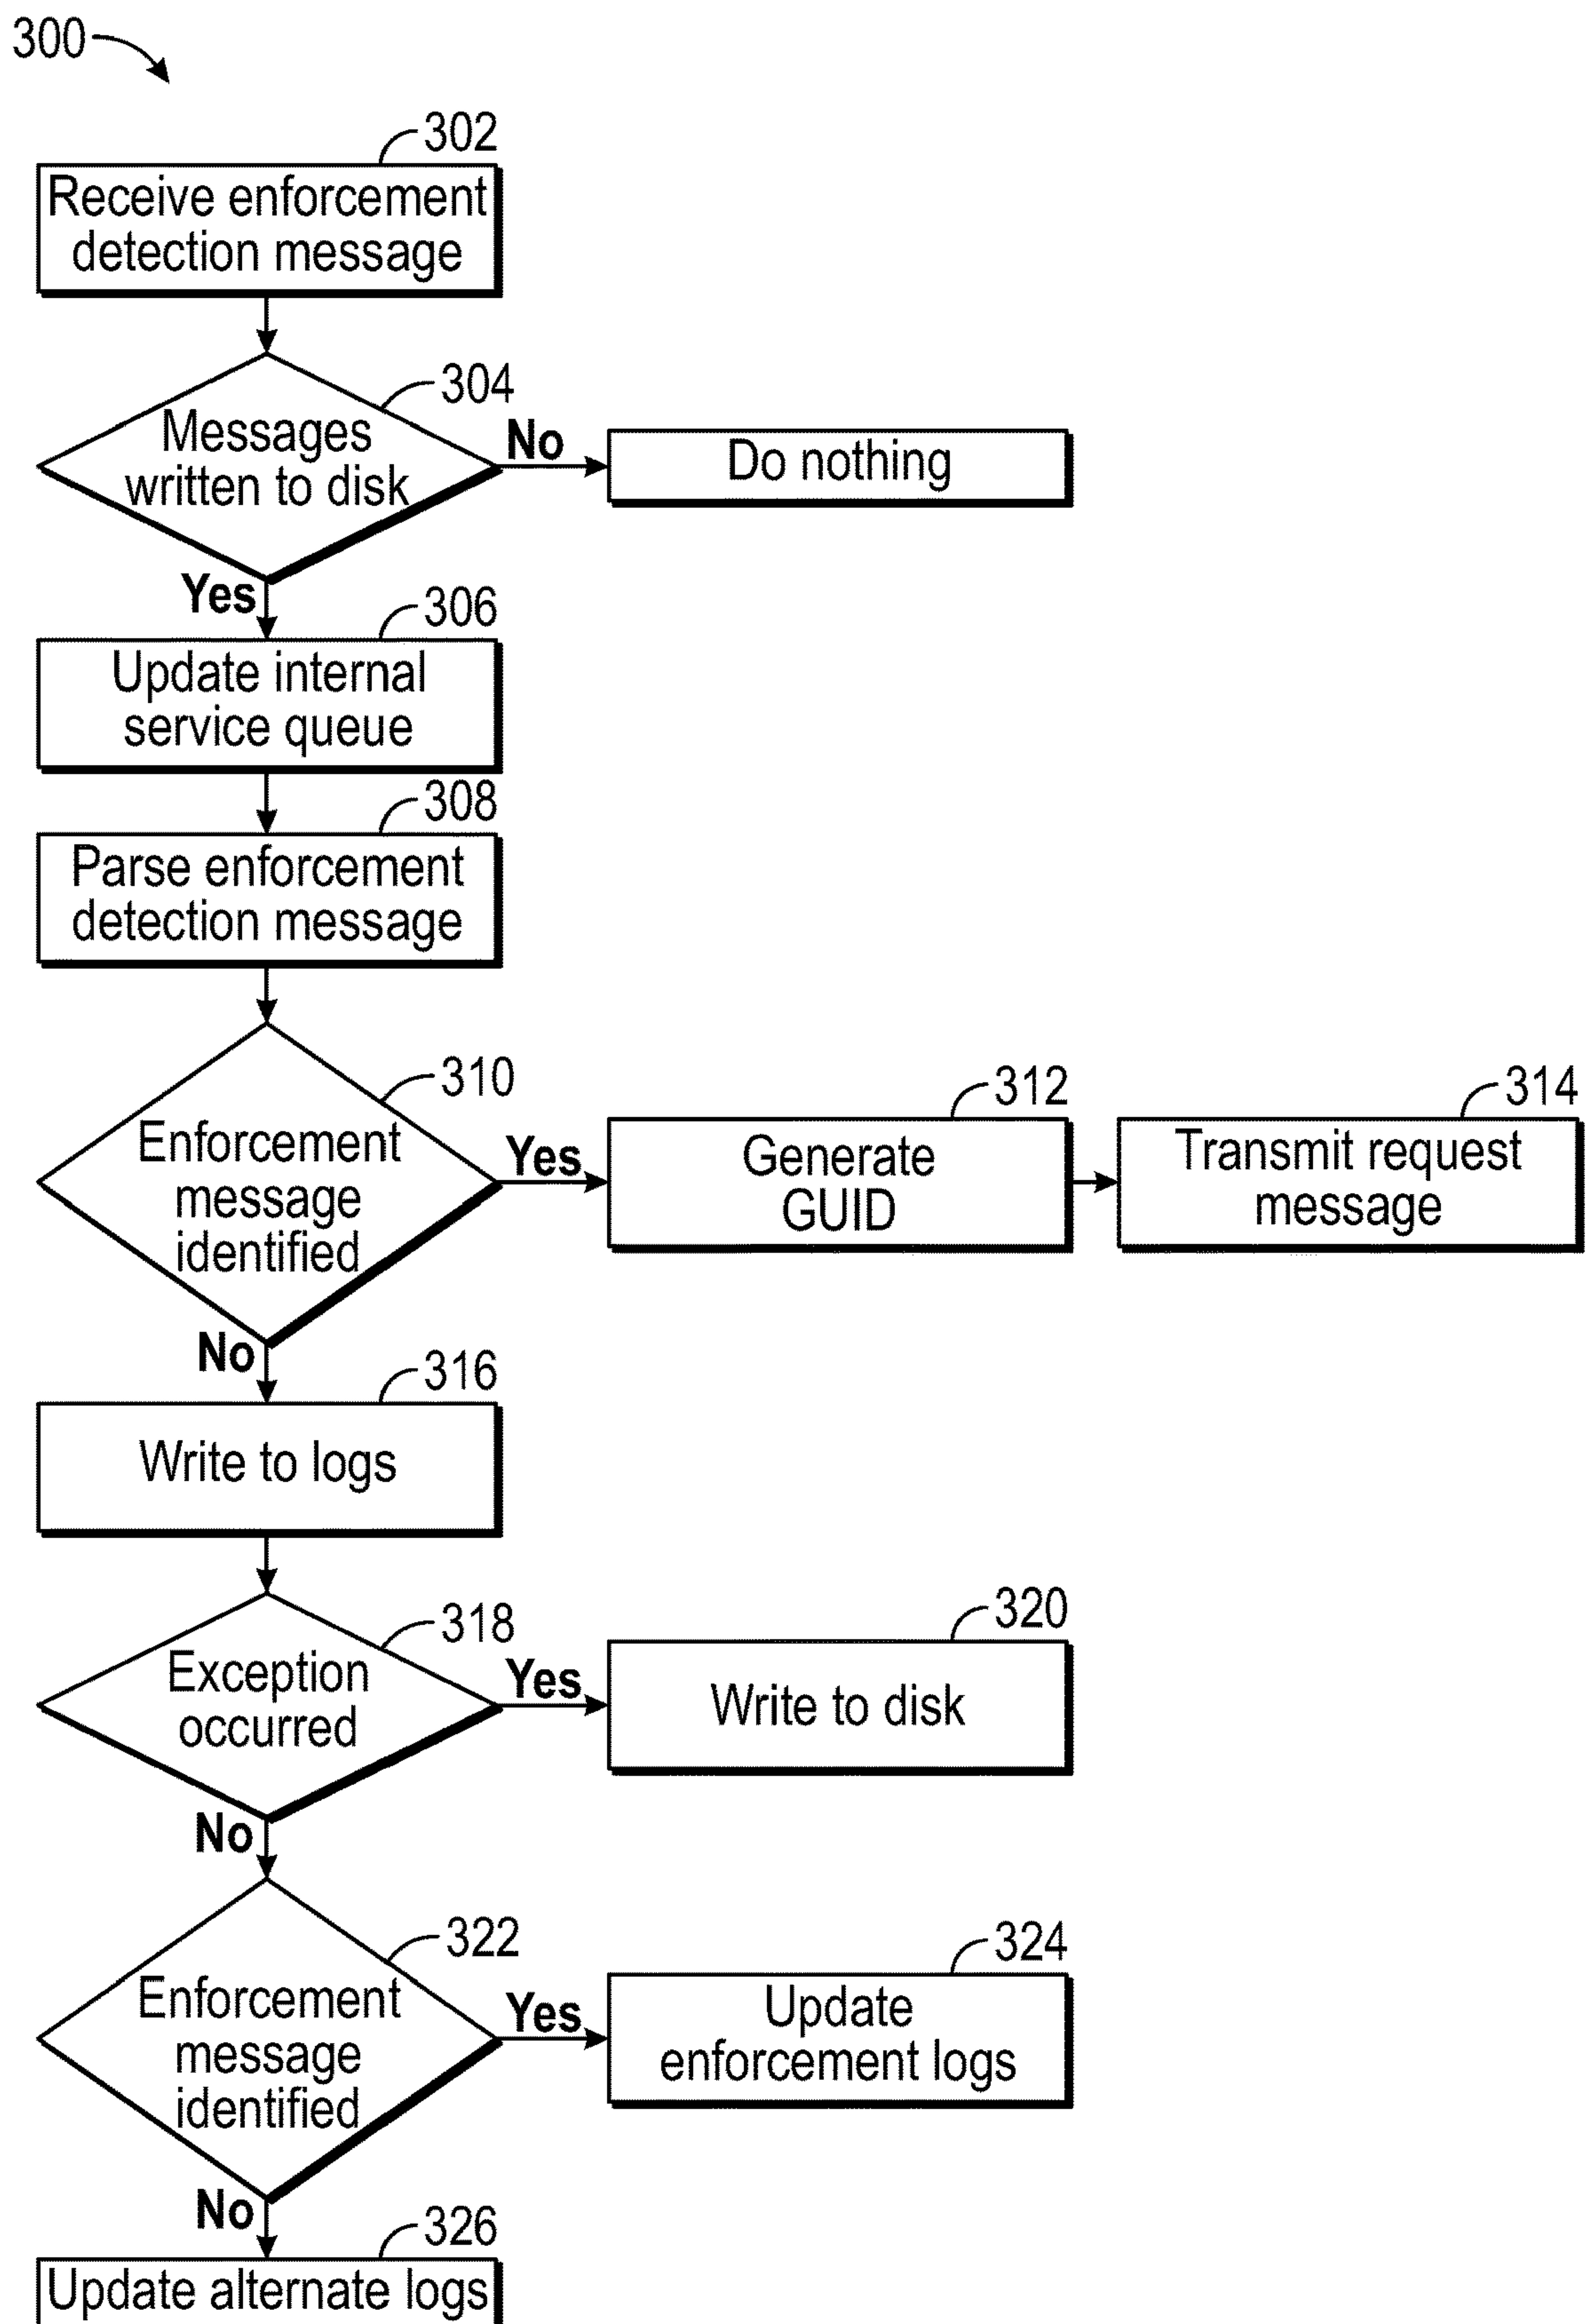 300
302
Receive enforcement
detection message
304
Messages
written to disk
No
Do nothing
Yes
306
Update internal
service queue
308
Parse enforcement
detection message
310
Enforcement
message
identified
Yes
312
Generate
GUID
314
Transmit request
message
No
316
Write to logs
318
Exception
occurred
Yes
320
Write to disk
No
322
Enforcement
message
identified
Yes
324
Update
enforcement logs
No
326
Update alternate logs